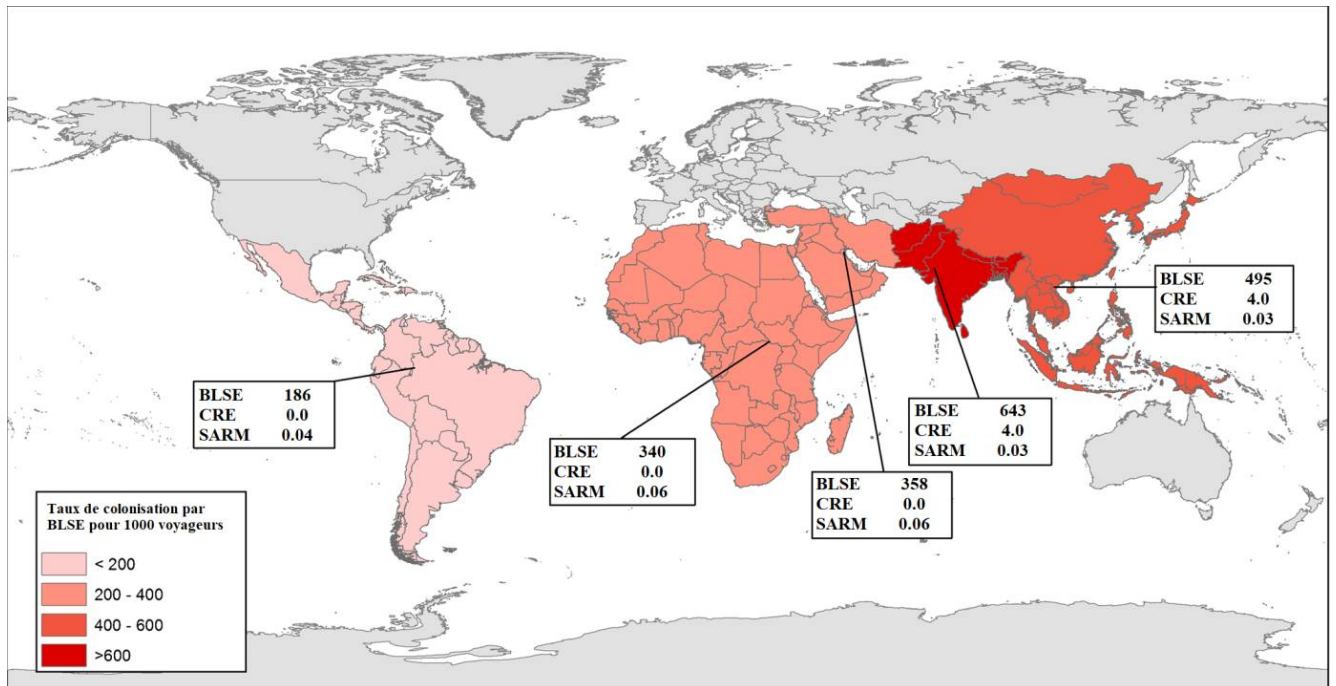 BLSE 495
CRE 4.0
SARM 0.03
BLSE 186
CRE 0.0
SARM 0.04
BLSE 643
CRE 4.0
SARM 0.03
BLSE 340
CRE 0.0
SARM 0.06
BLSE 358
CRE 0.0
SARM 0.06
Taux de colonisation par
BLSE pour 1000 voyageurs
< 200
200 - 400
400 - 600
>600